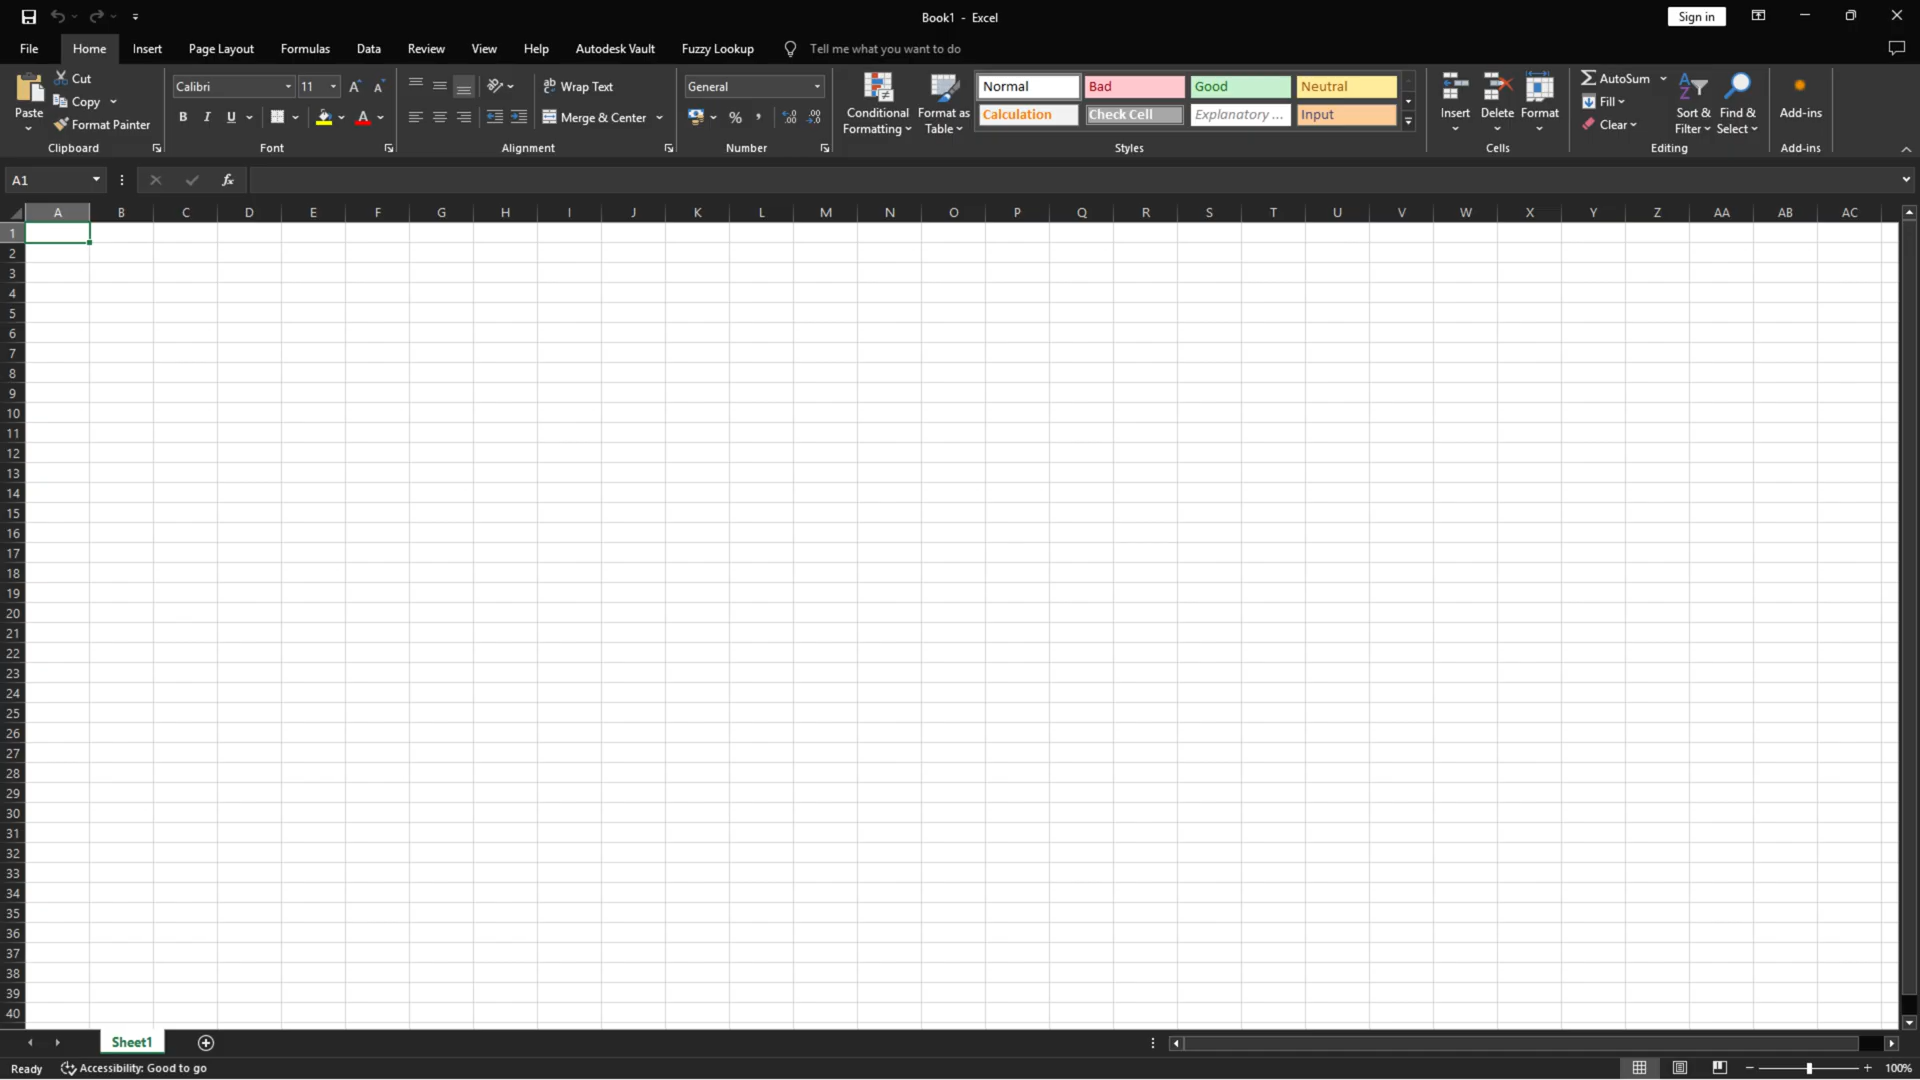 Book1 - Excel
Sign in
File Home Insert Page Layout Formulas Data Review View Help Autodesk Vault Fuzzy Lookup Tell me what you want to do
Paste
Cut
Copy
Format Painter
Clipboard
Calibri 11
B I U
Font
Wrap Text
Merge & Center
Alignment
General
%
Number
Conditional Formatting
Format as Table
Normal Bad Good Neutral
Calculation Check Cell Explanatory ... Input
Styles
Insert Delete Format
Cells
AutoSum
Fill
Clear
Sort & Filter
Find & Select
Editing
Add-ins
Add-ins
A1 fx
A B C D E F G H I J K L M N O P Q R S T U V W X Y Z AA AB AC
1
2
3
4
5
6
7
8
9
10
11
12
13
14
15
16
17
18
19
20
21
22
23
24
25
26
27
28
29
30
31
32
33
34
35
36
37
38
39
40
Sheet1
Ready Accessibility: Good to go 100%